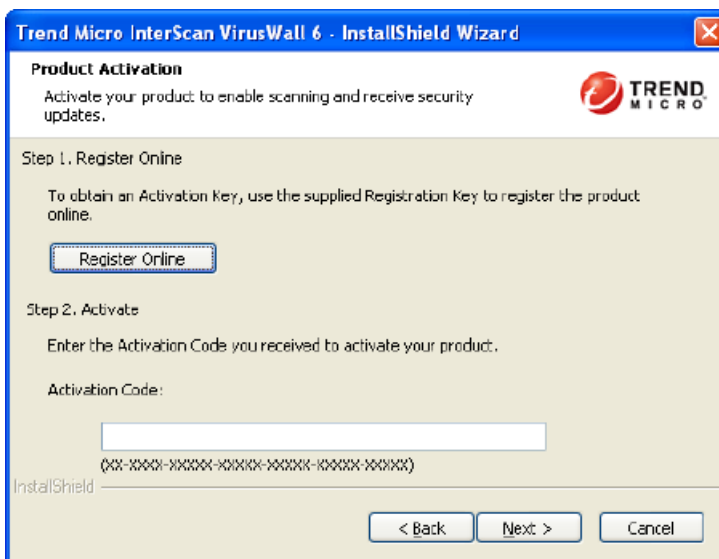 Trend Micro InterScan VirusWall 6 - InstallShield Wizard
Product Activation
Activate your product to enable scanning and receive security
updates.
TREND
MICRO
Step 1. Register Online
To obtain an Activation Key, use the supplied Registration Key to register the product
online.
Register Online
Step 2. Activate
Enter the Activation Code you received to activate your product.
Activation Code:
(XX-XXXX-XXXXX-XXXXX-XXXXX-XXXXX-XXXXX)
InstallShield
< Back
Next >
Cancel